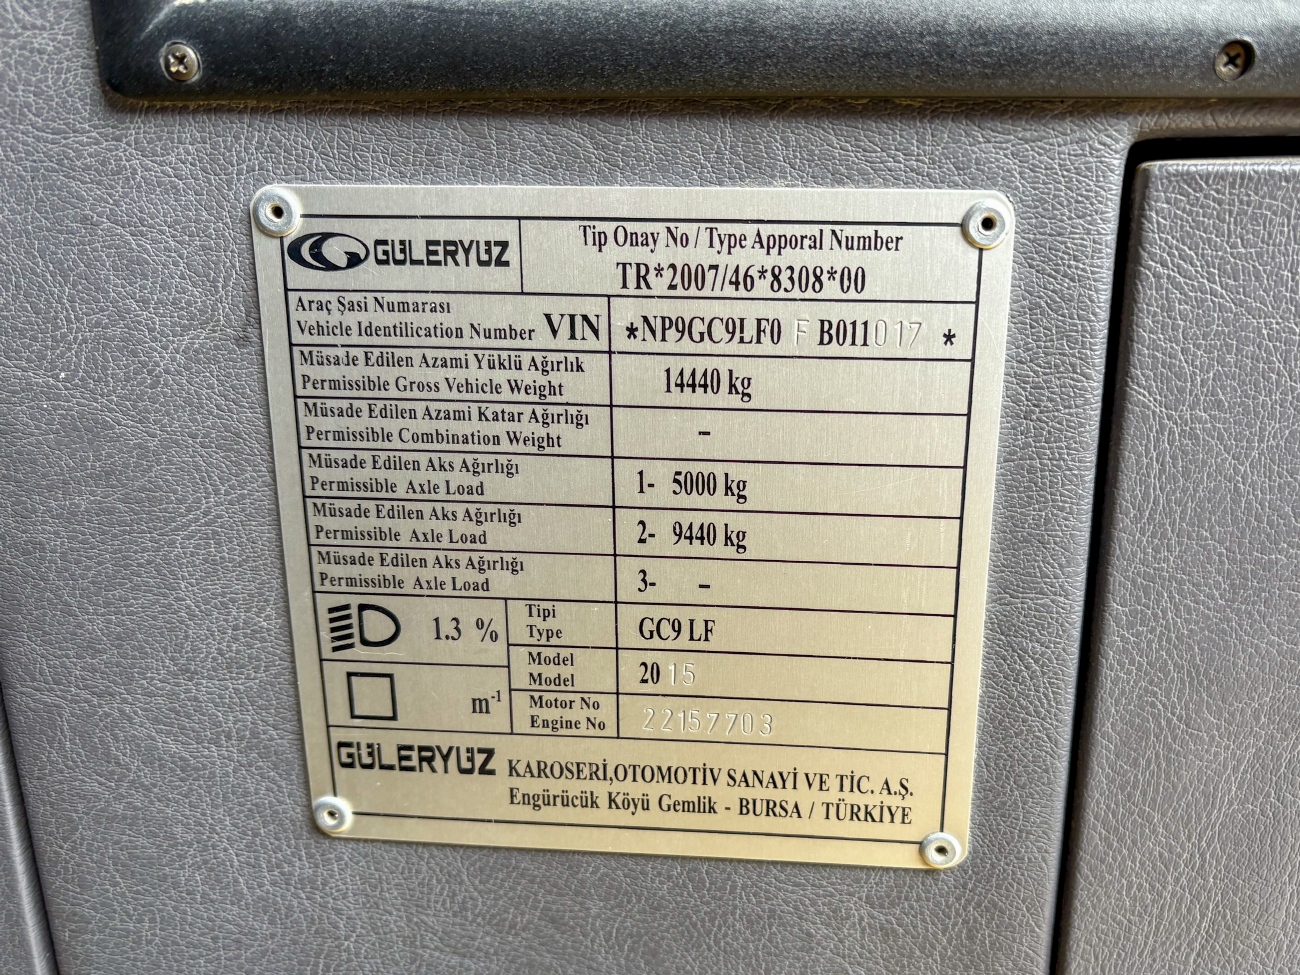 GÜLERYÜZ
Tip Onay No / Type Apporal Number
TR*2007/46*8308*00
Araç Şasi Numarası
Vehicle Identilication Number VIN *NP9GC9LF0 F B011017 *
Müsade Edilen Azami Yüklü Ağırlık
Permissible Gross Vehicle Weight 14440 kg
Müsade Edilen Azami Katar Ağırlığı
Permissible Combination Weight –
Müsade Edilen Aks Ağırlığı
Permissible Axle Load 1- 5000 kg
Müsade Edilen Aks Ağırlığı
Permissible Axle Load 2- 9440 kg
Müsade Edilen Aks Ağırlığı
Permissible Axle Load 3- –
1.3 %
Tipi
Type GC9 LF
Model
Model 2015
m⁻¹
Motor No
Engine No 22157703
GÜLERYÜZ
KAROSERİ,OTOMOTİV SANAYİ VE TİC. A.Ş.
Engürücük Köyü Gemlik - BURSA / TÜRKİYE